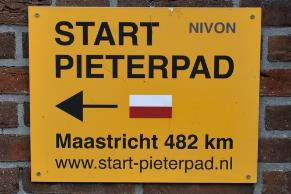 START NIVON
PIETERPAD
Maastricht 482 km
www.start-pieterpad.nl